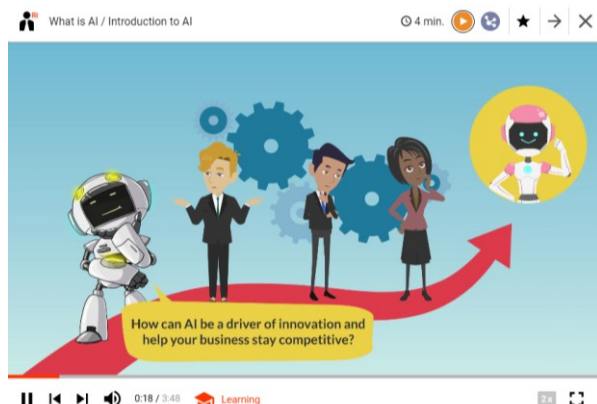 What is AI / Introduction to AI
4 min.
How can AI be a driver of innovation and
help your business stay competitive?
0:18 / 3:48
Learning
2x